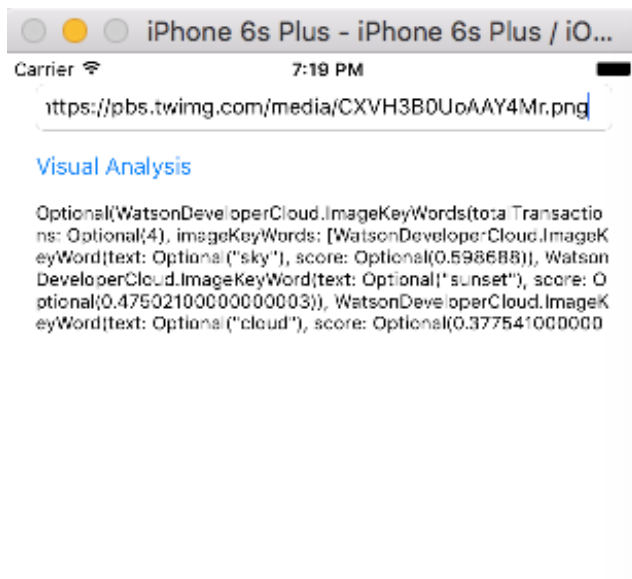 iPhone 6s Plus - iPhone 6s Plus / iO...
Carrier 7:19 PM
ttps://pbs.twimg.com/media/CXVH3B0UoAAY4Mr.png
Visual Analysis
Optional(WatsonDeveloperCloud.ImageKeyWords(totalTransactio
ns: Optional(4), imageKeyWords: [WatsonDeveloperCloud.ImageK
eyWord(text: Optional("sky"), score: Optional(0.598688)), Watson
DeveloperCloud.ImageKeyWord(text: Optional("sunset"), score: O
ptional(0.47502100000000003)), WatsonDeveloperCloud.ImageK
eyWord(text: Optional("cloud"), score: Optional(0.377541000000